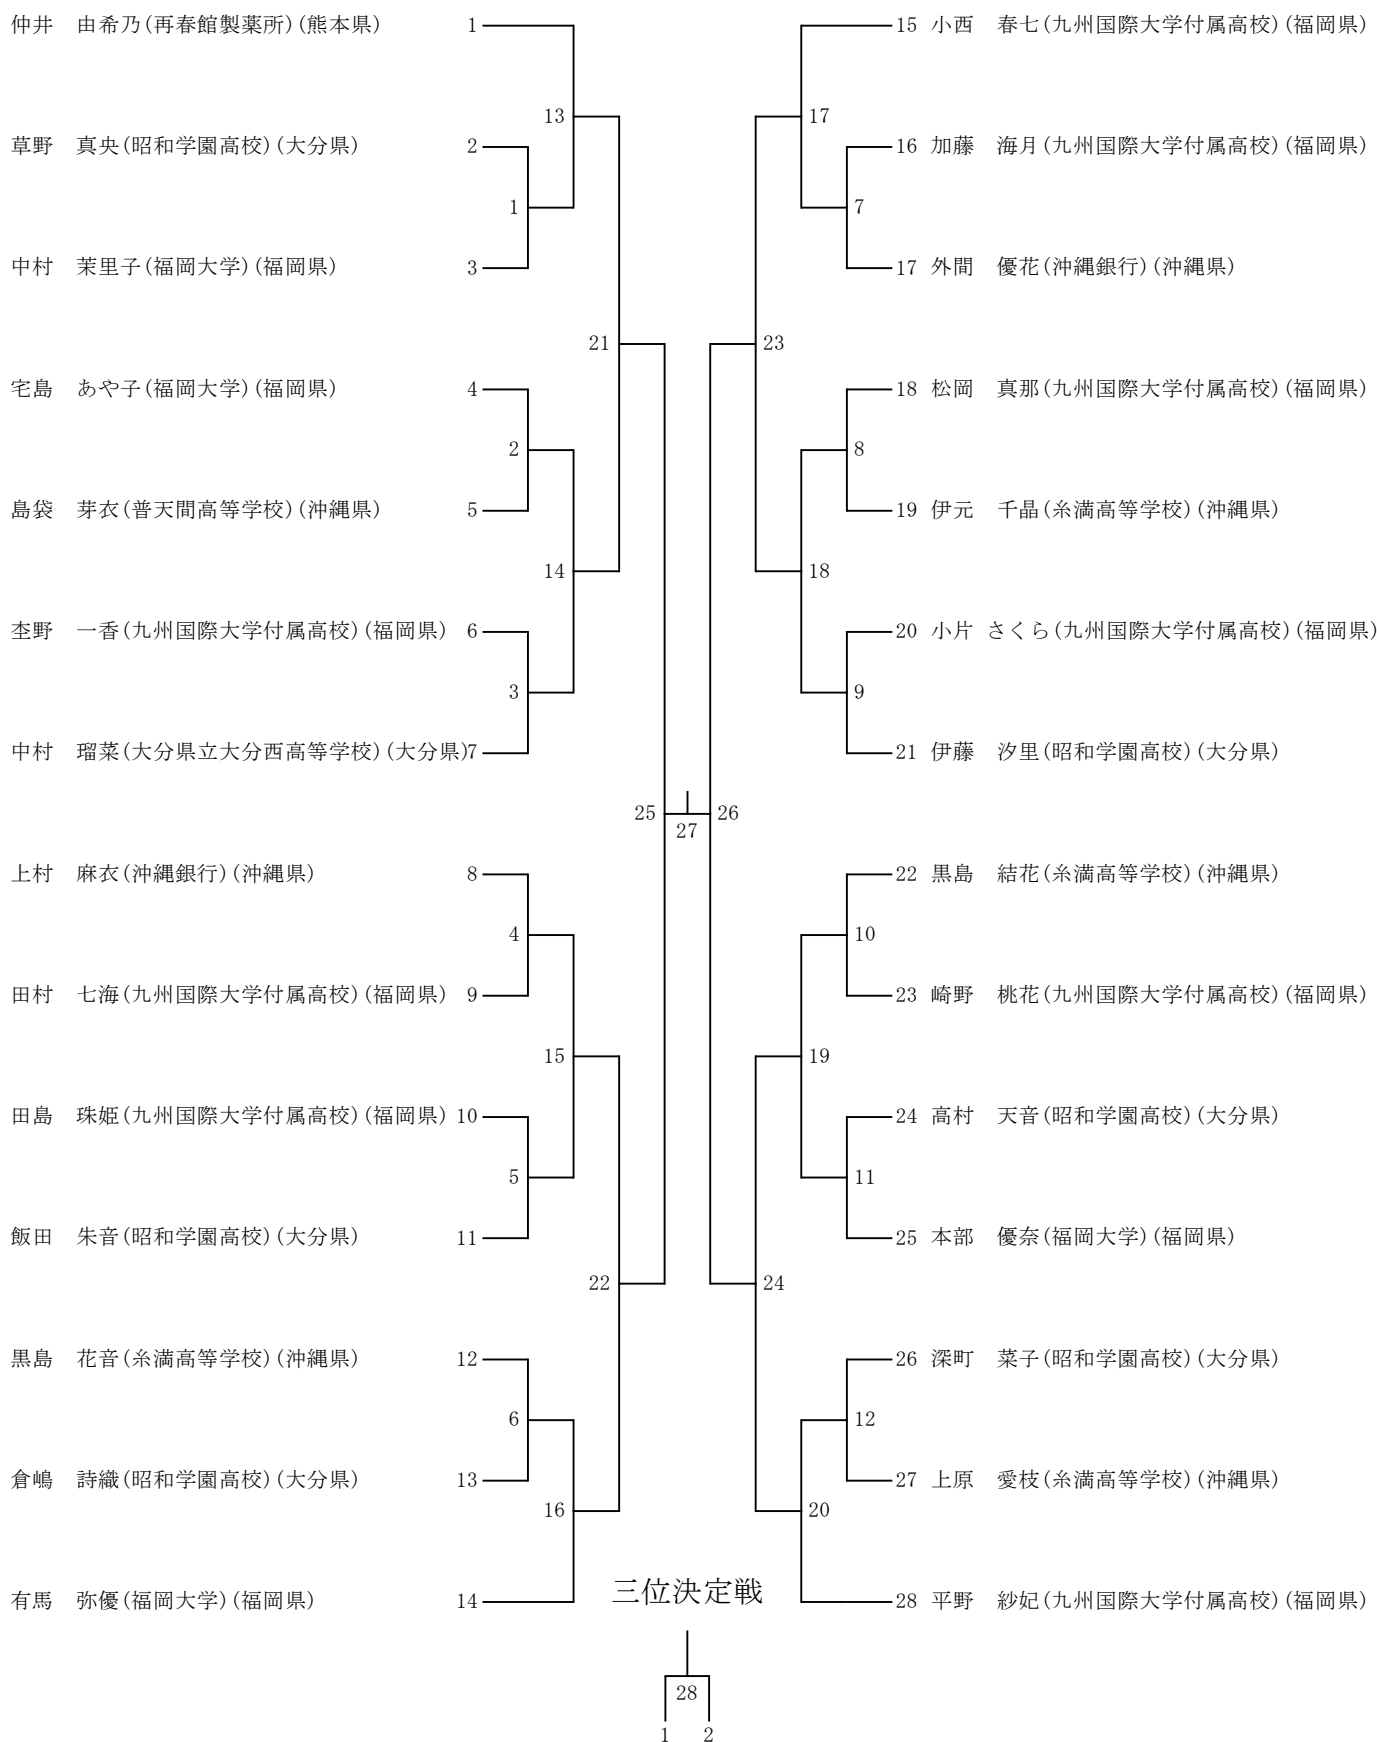 仲井　由希乃(再春館製薬所)(熊本県) 1
13
草野　真央(昭和学園高校)(大分県) 2
1
中村　茉里子(福岡大学)(福岡県) 3
21
宅島　あや子(福岡大学)(福岡県) 4
2
島袋　芽衣(普天間高等学校)(沖縄県) 5
14
杢野　一香(九州国際大学付属高校)(福岡県) 6
3
中村　瑠菜(大分県立大分西高等学校)(大分県) 7
25
上村　麻衣(沖縄銀行)(沖縄県) 8
4
田村　七海(九州国際大学付属高校)(福岡県) 9
15
田島　珠姫(九州国際大学付属高校)(福岡県) 10
5
飯田　朱音(昭和学園高校)(大分県) 11
22
黒島　花音(糸満高等学校)(沖縄県) 12
6
倉嶋　詩織(昭和学園高校)(大分県) 13
16
有馬　弥優(福岡大学)(福岡県) 14
27
15 小西　春七(九州国際大学付属高校)(福岡県)
17
16 加藤　海月(九州国際大学付属高校)(福岡県)
7
17 外間　優花(沖縄銀行)(沖縄県)
23
18 松岡　真那(九州国際大学付属高校)(福岡県)
8
19 伊元　千晶(糸満高等学校)(沖縄県)
18
20 小片 さくら(九州国際大学付属高校)(福岡県)
9
21 伊藤　汐里(昭和学園高校)(大分県)
26
22 黒島　結花(糸満高等学校)(沖縄県)
10
23 崎野　桃花(九州国際大学付属高校)(福岡県)
19
24 高村　天音(昭和学園高校)(大分県)
11
25 本部　優奈(福岡大学)(福岡県)
24
26 深町　菜子(昭和学園高校)(大分県)
12
27 上原　愛枝(糸満高等学校)(沖縄県)
20
28 平野　紗妃(九州国際大学付属高校)(福岡県)
三位決定戦
28
1 2